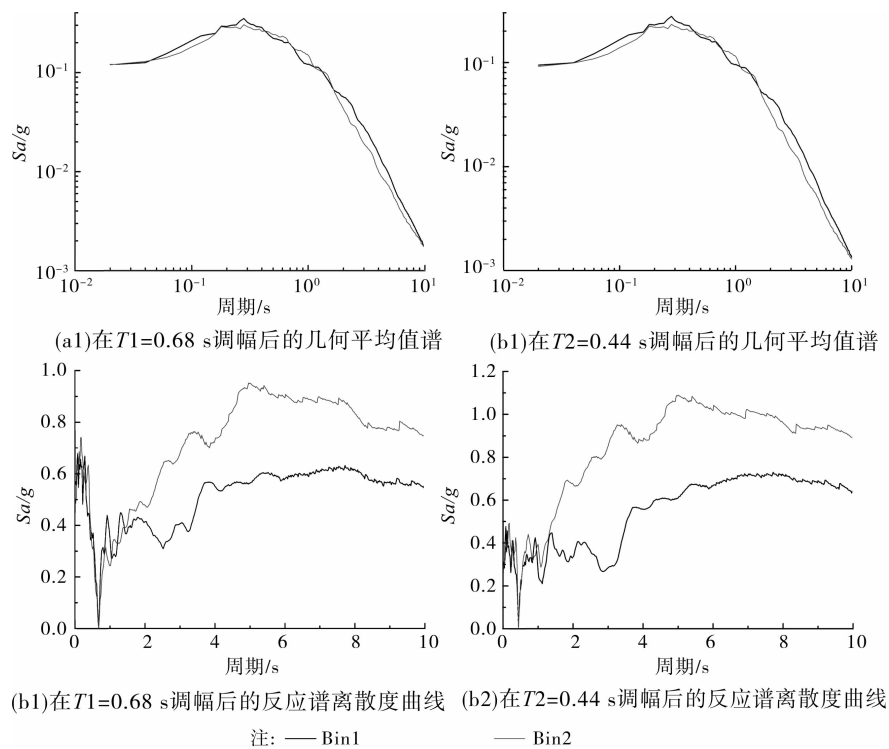 Sa/g
10⁻¹
10⁻²
10⁻³
10⁻² 10⁻¹ 10⁰ 10¹
周期/s
(a1)在T1=0.68 s调幅后的几何平均值谱
Sa/g
10⁻¹
10⁻²
10⁻³
10⁻² 10⁻¹ 10⁰ 10¹
周期/s
(b1)在T2=0.44 s调幅后的几何平均值谱
Sa/g
1.0
0.8
0.6
0.4
0.2
0.0
0 2 4 6 8 10
周期/s
(b1)在T1=0.68 s调幅后的反应谱离散度曲线
Sa/g
1.2
1.0
0.8
0.6
0.4
0.2
0.0
0 2 4 6 8 10
周期/s
(b2)在T2=0.44 s调幅后的反应谱离散度曲线
注: Bin1 Bin2